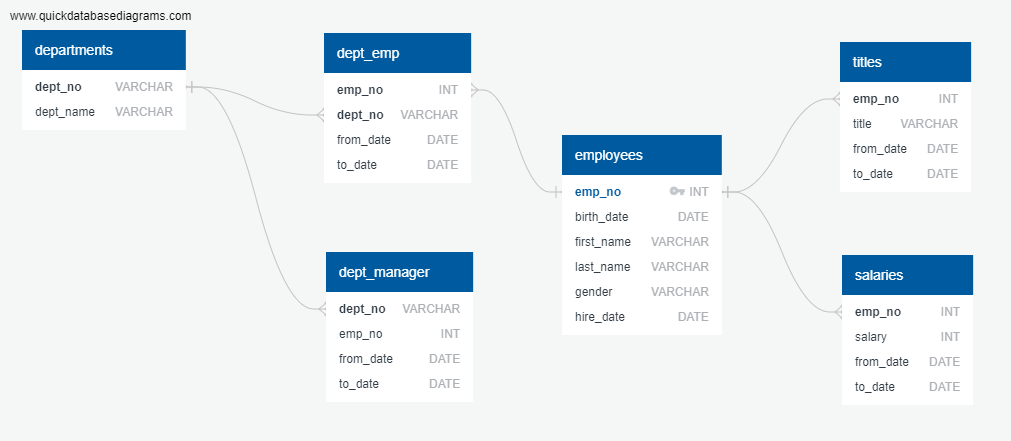 www.quickdatabasediagrams.com
departments
dept_no VARCHAR
dept_name VARCHAR
dept_emp
emp_no INT
dept_no VARCHAR
from_date DATE
to_date DATE
dept_manager
dept_no VARCHAR
emp_no INT
from_date DATE
to_date DATE
employees
emp_no INT
birth_date DATE
first_name VARCHAR
last_name VARCHAR
gender VARCHAR
hire_date DATE
titles
emp_no INT
title VARCHAR
from_date DATE
to_date DATE
salaries
emp_no INT
salary INT
from_date DATE
to_date DATE